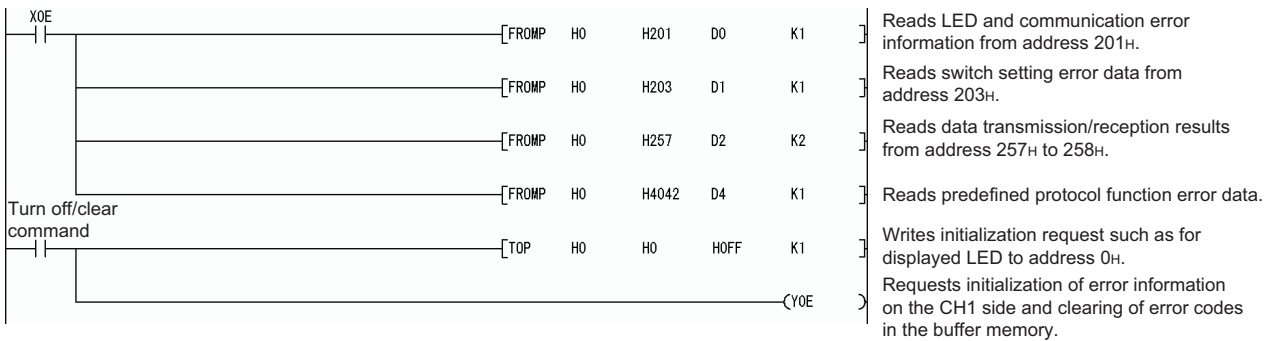 X0E
[FROMP H0 H201 D0 K1 ]
Reads LED and communication error
information from address 201H.
[FROMP H0 H203 D1 K1 ]
Reads switch setting error data from
address 203H.
[FROMP H0 H257 D2 K2 ]
Reads data transmission/reception results
from address 257H to 258H.
[FROMP H0 H4042 D4 K1 ]
Reads predefined protocol function error data.
Turn off/clear
command
[TOP H0 H0 H0FF K1 ]
Writes initialization request such as for
displayed LED to address 0H.
(Y0E )
Requests initialization of error information
on the CH1 side and clearing of error codes
in the buffer memory.